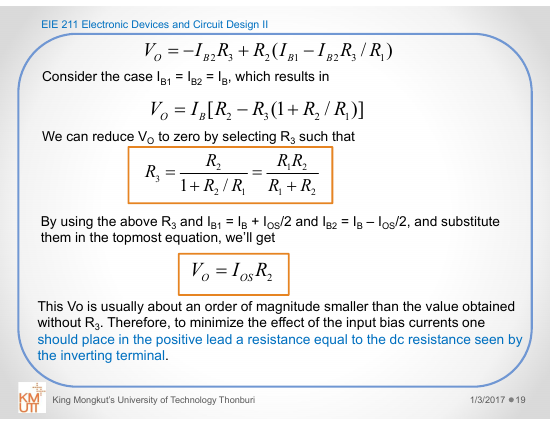 EIE 211 Electronic Devices and Circuit Design II
V_O = −I_{B2}R_3 + R_2(I_{B1} − I_{B2}R_3 / R_1)
Consider the case I_{B1} = I_{B2} = I_B, which results in
V_O = I_B[R_2 − R_3(1 + R_2 / R_1)]
We can reduce V_O to zero by selecting R_3 such that
R_3 = \frac{R_2}{1 + R_2 / R_1} = \frac{R_1R_2}{R_1 + R_2}
By using the above R_3 and I_{B1} = I_B + I_{OS}/2 and I_{B2} = I_B – I_{OS}/2, and substitute
them in the topmost equation, we'll get
V_O = I_{OS}R_2
This Vo is usually about an order of magnitude smaller than the value obtained
without R_3. Therefore, to minimize the effect of the input bias currents one
should place in the positive lead a resistance equal to the dc resistance seen by
the inverting terminal.
KM
UTT
King Mongkut's University of Technology Thonburi
1/3/2017 ● 19